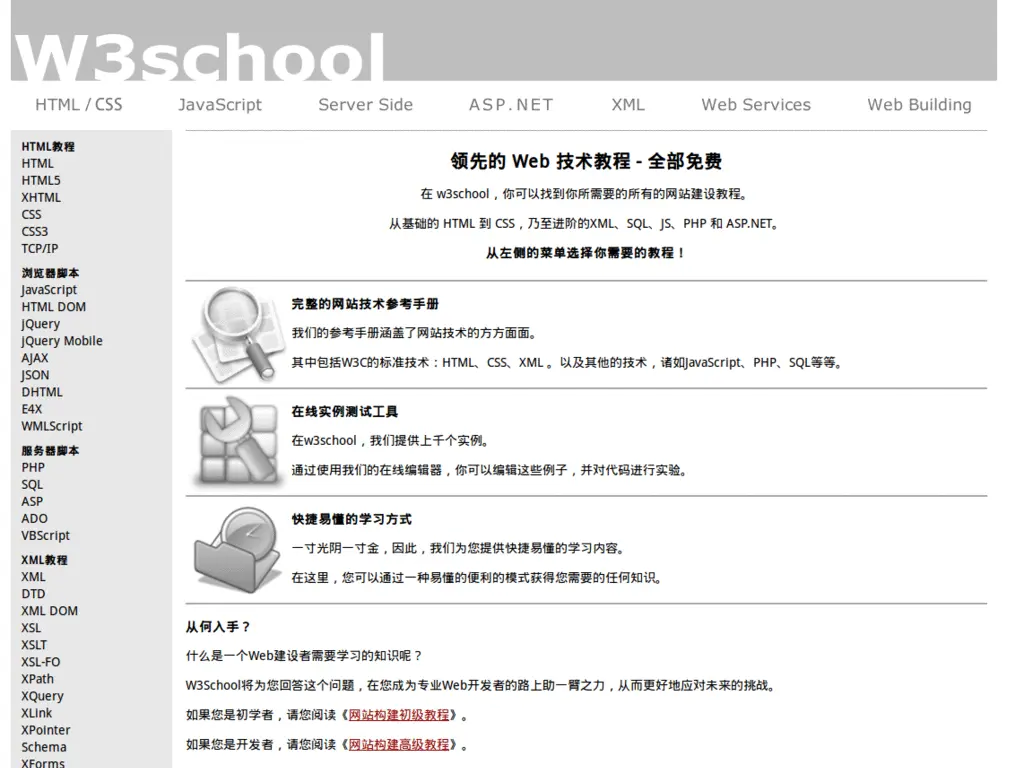 W3school
HTML / CSS
JavaScript
Server Side
ASP.NET
XML
Web Services
Web Building
HTML教程
HTML
HTML5
XHTML
CSS
CSS3
TCP/IP
浏览器脚本
JavaScript
HTML DOM
jQuery
jQuery Mobile
AJAX
JSON
DHTML
E4X
WMLScript
服务器脚本
PHP
SQL
ASP
ADO
VBScript
XML教程
XML
DTD
XML DOM
XSL
XSLT
XSL-FO
XPath
XQuery
XLink
XPointer
Schema
XForms
领先的 Web 技术教程 - 全部免费
在 w3school，你可以找到你所需要的所有的网站建设教程。
从基础的 HTML 到 CSS，乃至进阶的XML、SQL、JS、PHP 和 ASP.NET。
从左侧的菜单选择你需要的教程！
完整的网站技术参考手册
我们的参考手册涵盖了网站技术的方方面面。
其中包括W3C的标准技术：HTML、CSS、XML 。以及其他的技术，诸如JavaScript、PHP、SQL等等。
在线实例测试工具
在w3school，我们提供上千个实例。
通过使用我们的在线编辑器，你可以编辑这些例子，并对代码进行实验。
快捷易懂的学习方式
一寸光阴一寸金，因此，我们为您提供快捷易懂的学习内容。
在这里，您可以通过一种易懂的便利的模式获得您需要的任何知识。
从何入手？
什么是一个Web建设者需要学习的知识呢？
W3School将为您回答这个问题，在您成为专业Web开发者的路上助一臂之力，从而更好地应对未来的挑战。
如果您是初学者，请您阅读《网站构建初级教程》。
如果您是开发者，请您阅读《网站构建高级教程》。